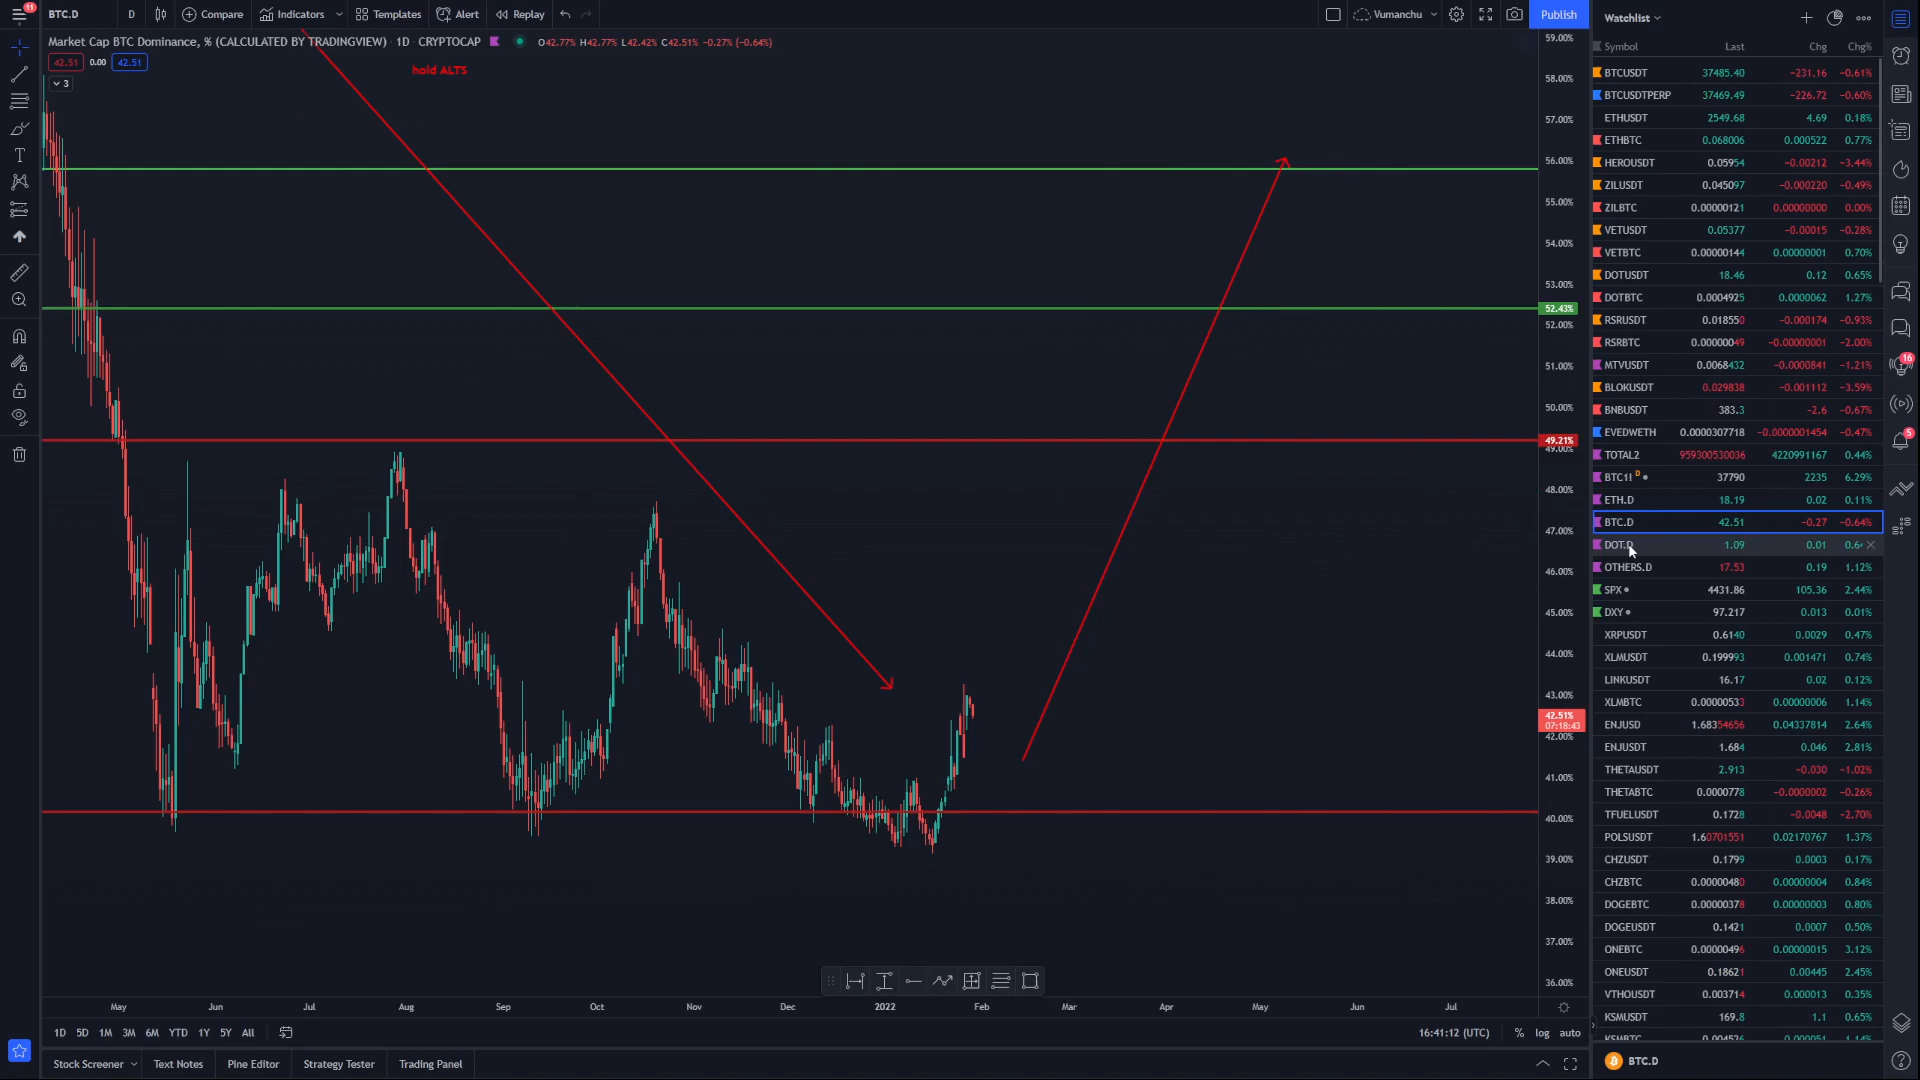 11 BTC.D D Compare Indicators Templates Alert Replay Vumanchu Publish
Market Cap BTC Dominance, % (CALCULATED BY TRADINGVIEW) · 1D · CRYPTOCAP O42.77% H42.77% L42.42% C42.51% −0.27 (−0.64%)
42.51 0.00 42.51
3
hold ALTS
59.00%
58.00%
57.00%
56.00%
55.00%
54.00%
53.00%
52.43%
52.00%
51.00%
50.00%
49.21%
49.00%
48.00%
47.00%
46.00%
45.00%
44.00%
43.00%
42.51%
07:18:43
42.00%
41.00%
40.00%
39.00%
38.00%
37.00%
36.00%
May Jun Jul Aug Sep Oct Nov Dec 2022 Feb Mar Apr May Jun Jul
1D 5D 1M 3M 6M YTD 1Y 5Y All 16:41:12 (UTC) % log auto
Stock Screener Text Notes Pine Editor Strategy Tester Trading Panel
Watchlist
Symbol Last Chg Chg%
BTCUSDT 37485.40 −231.16 −0.61%
BTCUSDTPERP 37469.49 −226.72 −0.60%
ETHUSDT 2549.68 4.69 0.18%
ETHBTC 0.068006 0.000522 0.77%
HEROUSDT 0.05954 −0.00212 −3.44%
ZILUSDT 0.045097 −0.000220 −0.49%
ZILBTC 0.00000121 0.00000000 0.00%
VETUSDT 0.05377 −0.00015 −0.28%
VETBTC 0.00000144 0.00000001 0.70%
DOTUSDT 18.46 0.12 0.65%
DOTBTC 0.0004925 0.0000062 1.27%
RSRUSDT 0.018550 −0.000174 −0.93%
RSRBTC 0.00000049 −0.00000001 −2.00%
MTVUSDT 0.0068432 −0.0000841 −1.21%
BLOKUSDT 0.029838 −0.001112 −3.59%
BNBUSDT 383.3 −2.6 −0.67%
EVEDWETH 0.0000307718 −0.0000001454 −0.47%
TOTAL2 959300530036 4220991167 0.44%
BTC1! D 37790 2235 6.29%
ETH.D 18.19 0.02 0.11%
BTC.D 42.51 −0.27 −0.64%
DOT.D 1.09 0.01
OTHERS.D 17.53 0.19 1.12%
SPX 4431.86 105.36 2.44%
DXY 97.217 0.013 0.01%
XRPUSDT 0.6140 0.0029 0.47%
XLMUSDT 0.199993 0.001471 0.74%
LINKUSDT 16.17 0.02 0.12%
XLMBTC 0.00000533 0.00000006 1.14%
ENJUSD 1.68354656 0.04337814 2.64%
ENJUSDT 1.684 0.046 2.81%
THETAUSDT 2.913 −0.030 −1.02%
THETABTC 0.0000778 −0.0000002 −0.26%
TFUELUSDT 0.1728 −0.0048 −2.70%
POLSUSDT 1.60701551 0.02170767 1.37%
CHZUSDT 0.1799 0.0003 0.17%
CHZBTC 0.00000480 0.00000004 0.84%
DOGEBTC 0.00000378 0.00000003 0.80%
DOGEUSDT 0.1421 0.0007 0.50%
ONEBTC 0.00000496 0.00000015 3.12%
ONEUSDT 0.18621 0.00445 2.45%
VTHOUSDT 0.003714 0.000013 0.35%
KSMUSDT 169.8 1.1 0.65%
KSMBTC 0.004526 0.000051 1.14%
BTC.D
16
5